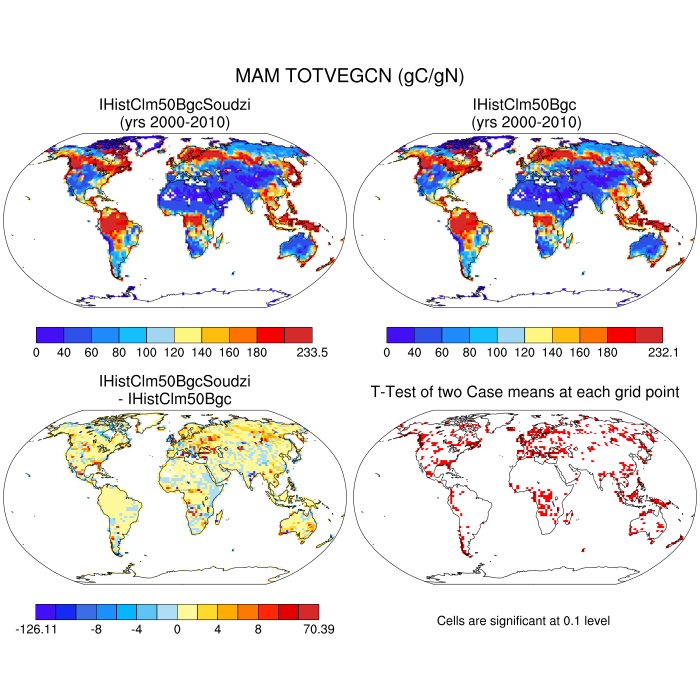 MAM TOTVEGCN (gC/gN)
IHistClm50BgcSoudzi
(yrs 2000-2010)
IHistClm50Bgc
(yrs 2000-2010)
0 40 60 80 100 120 140 160 180 233.5
0 40 60 80 100 120 140 160 180 232.1
IHistClm50BgcSoudzi
- IHistClm50Bgc
T-Test of two Case means at each grid point
-126.11 -8 -4 0 4 8 70.39
Cells are significant at 0.1 level